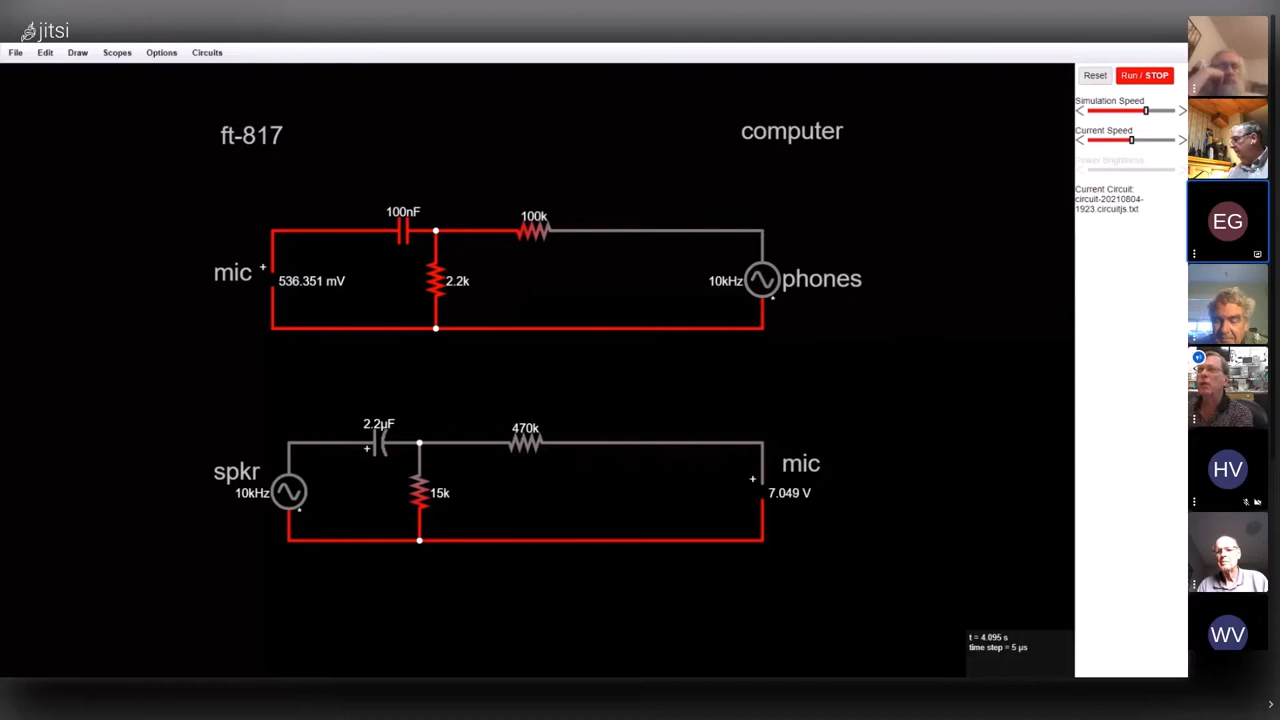 jitsi
File Edit Draw Scopes Options Circuits
Reset Run / STOP
Simulation Speed
Current Speed
Power Brightness
Current Circuit:
circuit-20210804-
1923.circuitjs.txt
ft-817
computer
100nF
100k
mic
+
536.351 mV
2.2k
10kHz
phones
2.2µF
+
470k
spkr
10kHz
15k
mic
+
7.049 V
t = 4.095 s
time step = 5 µs
EG
HV
WV